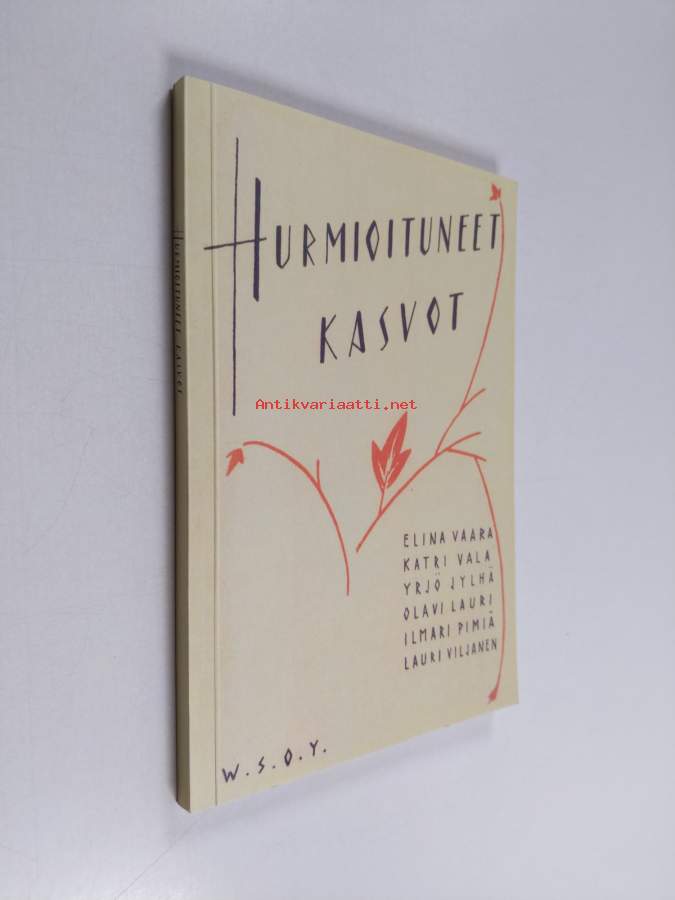 HURMIOITUNEET
KASVOT
Antikvariaatti.net
ELINA VAARA
KATRI VALA
YRJÖ JYLHÄ
OLAVI LAURI
ILMARI PIMIÄ
LAURI VILJANEN
W.S.O.Y.
HURMIOITUNEET KASVOT